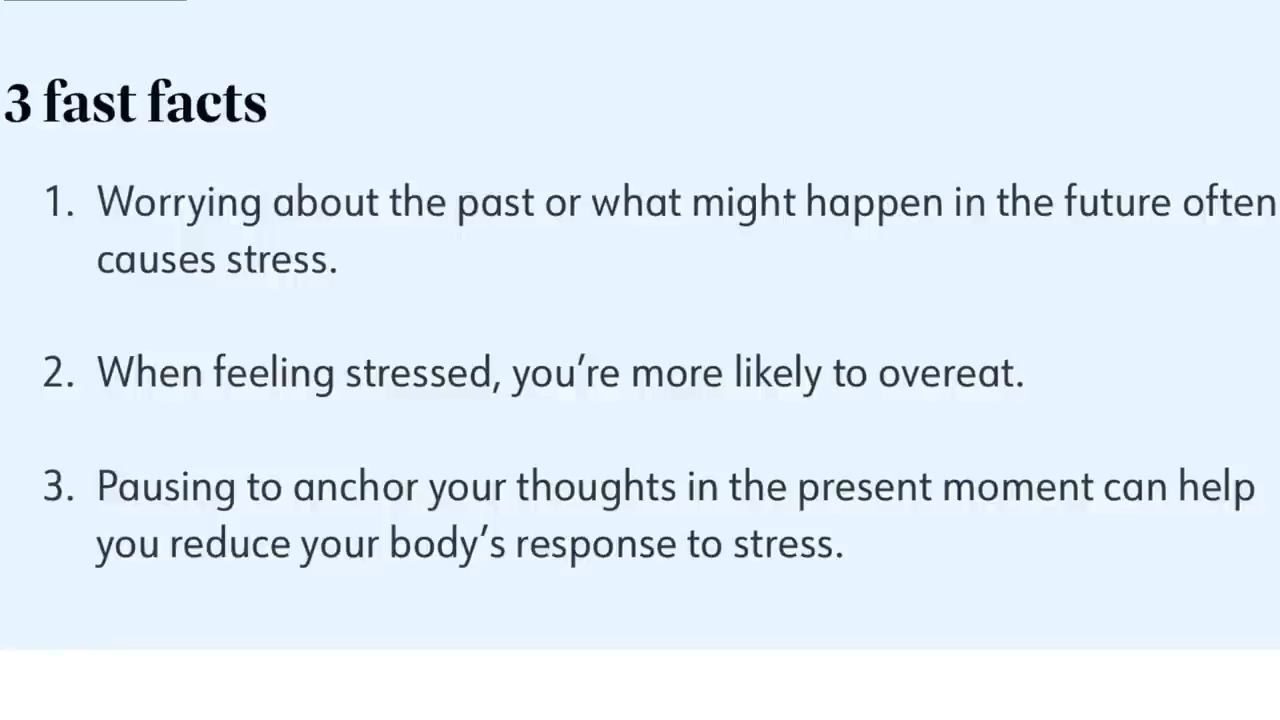 3 fast facts
1. Worrying about the past or what might happen in the future often
causes stress.
2. When feeling stressed, you’re more likely to overeat.
3. Pausing to anchor your thoughts in the present moment can help
you reduce your body’s response to stress.